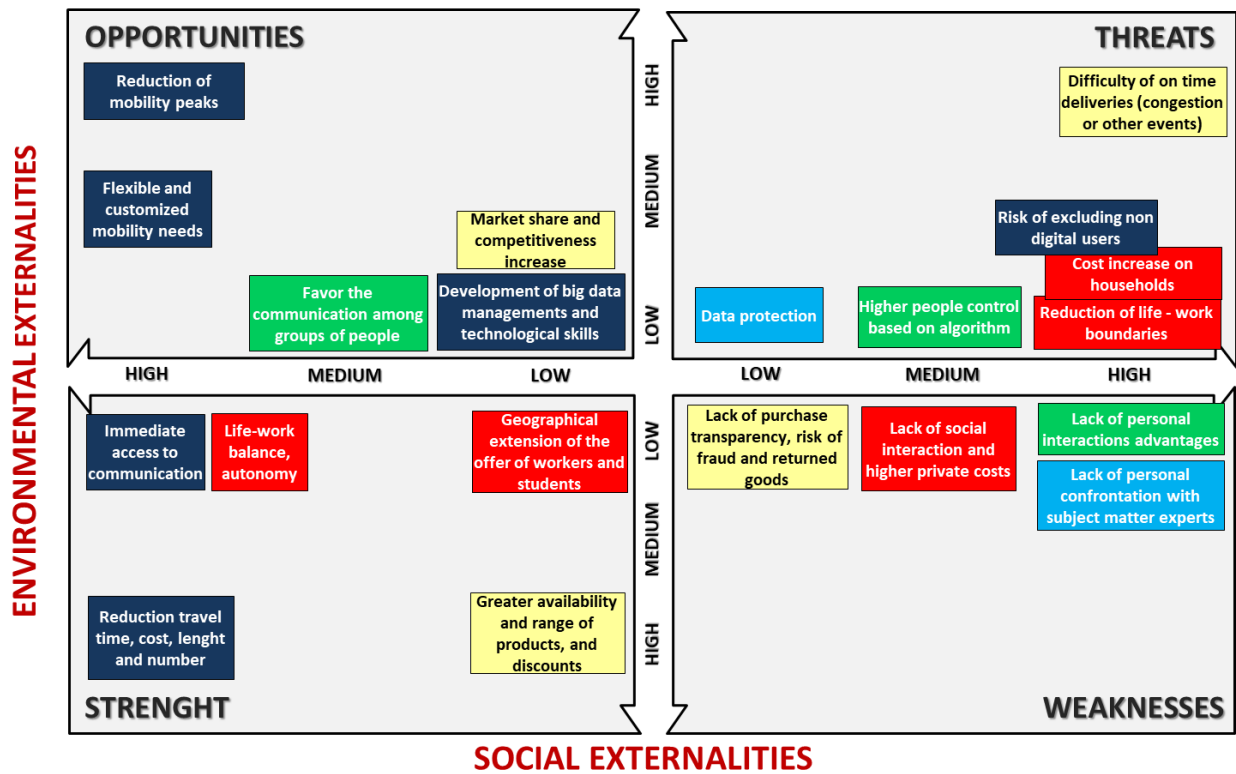 OPPORTUNITIES
Reduction of
mobility peaks
Flexible and
customized
mobility needs
Market share and
competitiveness
increase
Favor the
communication among
groups of people
Development of big data
managements and
technological skills
HIGH
MEDIUM
LOW
THREATS
Difficulty of on time
deliveries (congestion
or other events)
Risk of excluding non
digital users
Cost increase on
households
Data protection
Higher people control
based on algorithm
Reduction of life - work
boundaries
HIGH
MEDIUM
LOW
LOW
MEDIUM
HIGH
Immediate
access to
communication
Life-work
balance,
autonomy
Geographical
extension of the
offer of workers and
students
Reduction travel
time, cost, lenght
and number
Greater availability
and range of
products, and
discounts
STRENGHT
LOW
MEDIUM
HIGH
Lack of purchase
transparency, risk of
fraud and returned
goods
Lack of social
interaction and
higher private costs
Lack of personal
interactions advantages
Lack of personal
confrontation with
subject matter experts
WEAKNESSES
ENVIRONMENTAL EXTERNALITIES
SOCIAL EXTERNALITIES